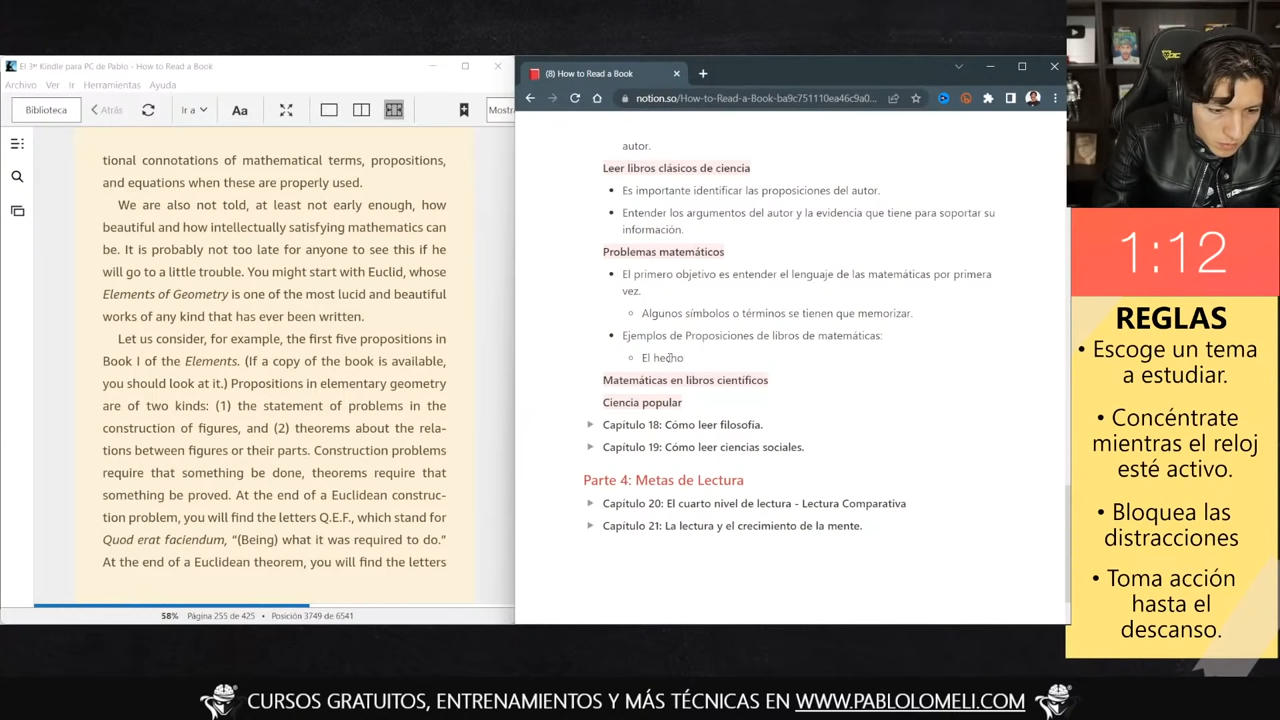 El 3er Kindle para PC de Pablo - How to Read a Book
Archivo Ver Ir Herramientas Ayuda
Biblioteca Atrás Ir a Aa Mostra
tional connotations of mathematical terms, propositions,
and equations when these are properly used.
We are also not told, at least not early enough, how
beautiful and how intellectually satisfying mathematics can
be. It is probably not too late for anyone to see this if he
will go to a little trouble. You might start with Euclid, whose
Elements of Geometry is one of the most lucid and beautiful
works of any kind that has ever been written.
Let us consider, for example, the first five propositions in
Book I of the Elements. (If a copy of the book is available,
you should look at it.) Propositions in elementary geometry
are of two kinds: (1) the statement of problems in the
construction of figures, and (2) theorems about the rela-
tions between figures or their parts. Construction problems
require that something be done, theorems require that
something be proved. At the end of a Euclidean construc-
tion problem, you will find the letters Q.E.F., which stand for
Quod erat faciendum, “(Being) what it was required to do.”
At the end of a Euclidean theorem, you will find the letters
58% Página 255 de 425 • Posición 3749 de 6541
(8) How to Read a Book
notion.so/How-to-Read-a-Book-ba9c751110ea46c9a0...
autor.
Leer libros clásicos de ciencia
• Es importante identificar las proposiciones del autor.
• Entender los argumentos del autor y la evidencia que tiene para soportar su
información.
Problemas matemáticos
• El primer objetivo es entender el lenguaje de las matemáticas por primera
vez.
◦ Algunos símbolos o términos se tienen que memorizar.
• Ejemplos de Proposiciones de libros de matemáticas:
◦ El hecho
Matemáticas en libros científicos
Ciencia popular
Capítulo 18: Cómo leer filosofía.
Capítulo 19: Cómo leer ciencias sociales.
Parte 4: Metas de Lectura
Capítulo 20: El cuarto nivel de lectura - Lectura Comparativa
Capítulo 21: La lectura y el crecimiento de la mente.
1:12
REGLAS
• Escoge un tema
a estudiar.
• Concéntrate
mientras el reloj
esté activo.
• Bloquea las
distracciones
• Toma acción
hasta el
descanso.
CURSOS GRATUITOS, ENTRENAMIENTOS Y MÁS TÉCNICAS EN WWW.PABLOLOMELI.COM